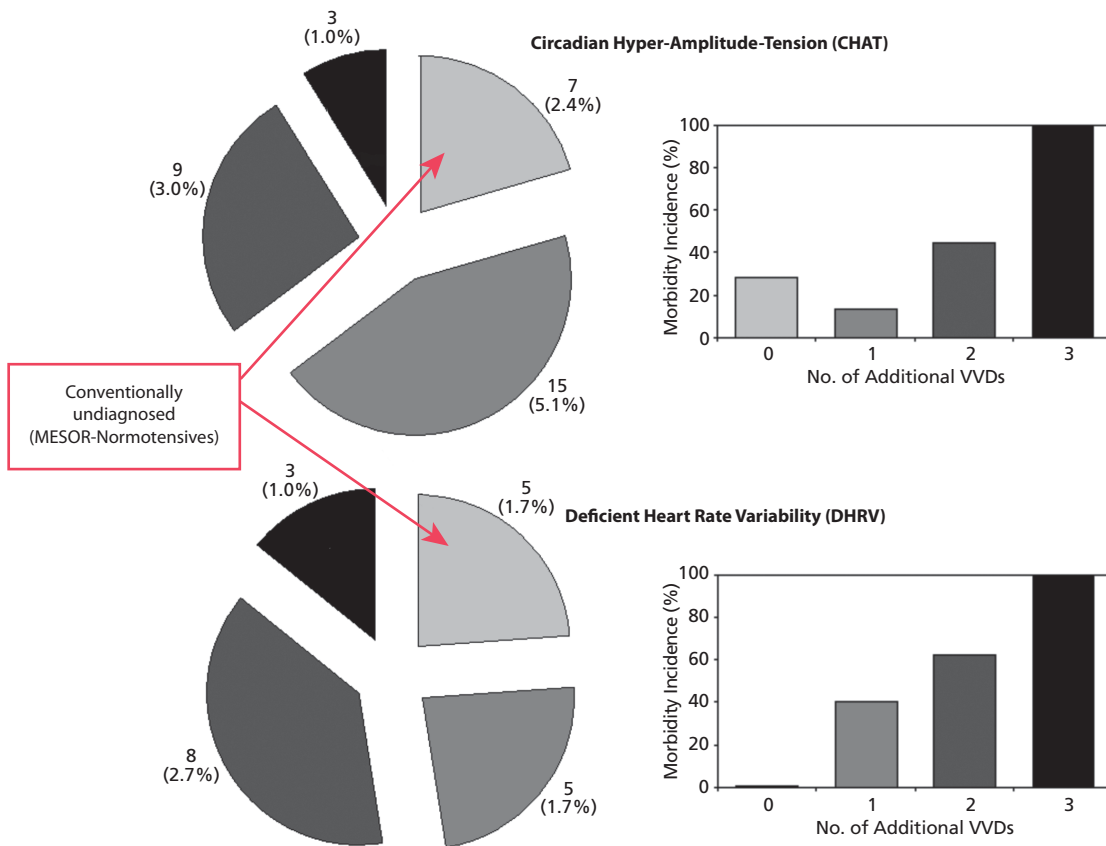 3
(1.0%)
Circadian Hyper-Amplitude-Tension (CHAT)
7
(2.4%)
9
(3.0%)
15
(5.1%)
Morbidity Incidence (%)
100
80
60
40
20
0
0 1 2 3
No. of Additional VVDs
Conventionally
undiagnosed
(MESOR-Normotensives)
3
(1.0%)
5
(1.7%)
Deficient Heart Rate Variability (DHRV)
8
(2.7%)
5
(1.7%)
Morbidity Incidence (%)
100
80
60
40
20
0
0 1 2 3
No. of Additional VVDs